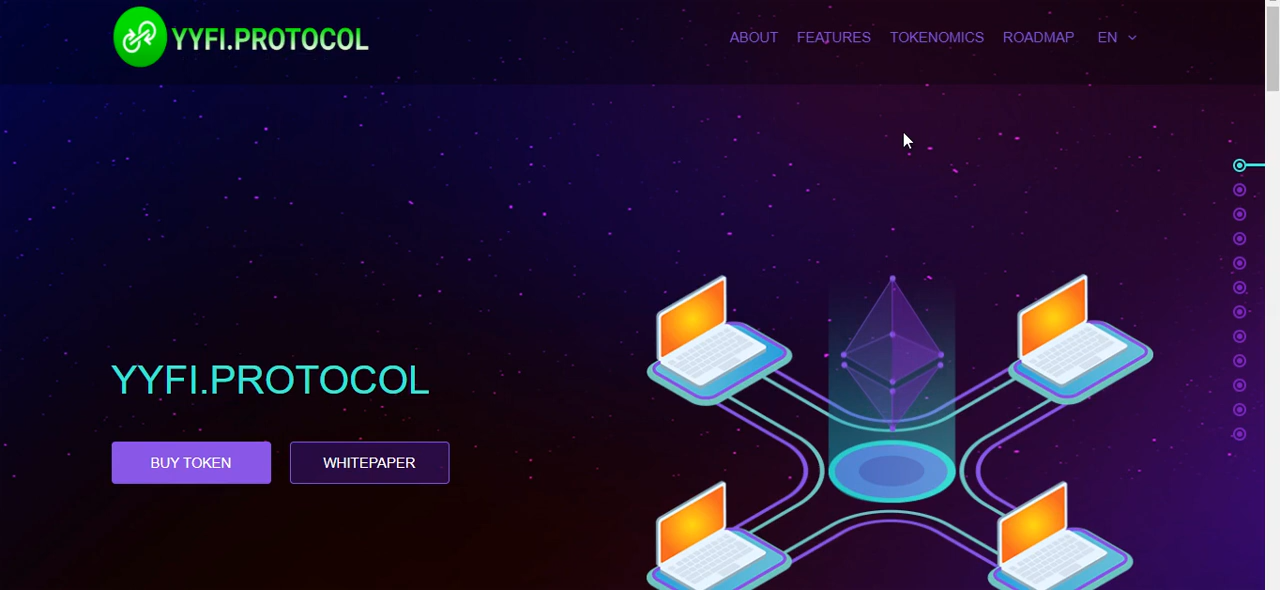 YYFI.PROTOCOL
ABOUT FEATURES TOKENOMICS ROADMAP EN
YYFI.PROTOCOL
BUY TOKEN WHITEPAPER